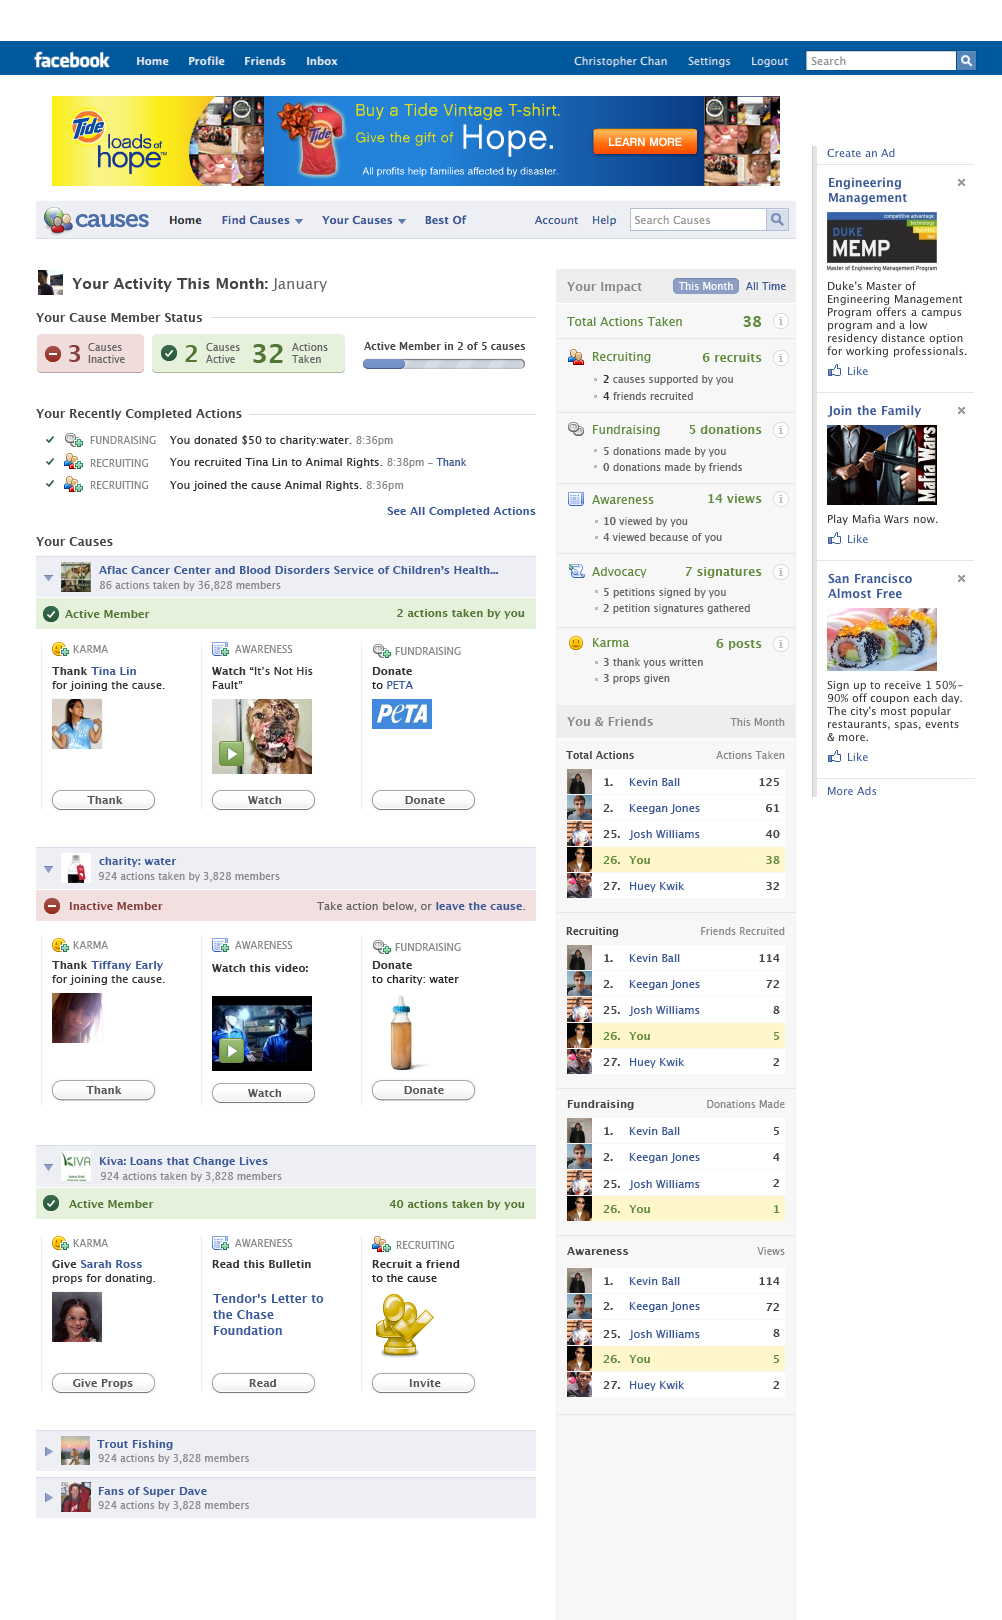 facebook Home Profile Friends Inbox Christopher Chan Settings Logout Search
Tide
loads of
hope™
Tide
Buy a Tide Vintage T-shirt.
Give the gift of Hope.
All profits help families affected by disaster.
LEARN MORE
causes Home Find Causes Your Causes Best Of Account Help Search Causes
Your Activity This Month: January
Your Cause Member Status
3 Causes
Inactive
2 Causes
Active
32 Actions
Taken
Active Member in 2 of 5 causes
Your Recently Completed Actions
FUNDRAISING You donated $50 to charity:water. 8:36pm
RECRUITING You recruited Tina Lin to Animal Rights. 8:38pm – Thank
RECRUITING You joined the cause Animal Rights. 8:36pm
See All Completed Actions
Your Causes
Aflac Cancer Center and Blood Disorders Service of Children's Health...
86 actions taken by 36,828 members
Active Member 2 actions taken by you
KARMA
Thank Tina Lin
for joining the cause.
Thank
AWARENESS
Watch “It's Not His
Fault”
Watch
FUNDRAISING
Donate
to PETA
PETA
Donate
charity: water
924 actions taken by 3,828 members
Inactive Member Take action below, or leave the cause.
KARMA
Thank Tiffany Early
for joining the cause.
Thank
AWARENESS
Watch this video:
Watch
FUNDRAISING
Donate
to charity: water
Donate
KIVA
Kiva: Loans that Change Lives
924 actions taken by 3,828 members
Active Member 40 actions taken by you
KARMA
Give Sarah Ross
props for donating.
Give Props
AWARENESS
Read this Bulletin
Tendor's Letter to
the Chase
Foundation
Read
RECRUITING
Recruit a friend
to the cause
Invite
Trout Fishing
924 actions by 3,828 members
Fans of Super Dave
924 actions by 3,828 members
Your Impact This Month All Time
Total Actions Taken 38 i
Recruiting 6 recruits i
2 causes supported by you
4 friends recruited
Fundraising 5 donations i
5 donations made by you
0 donations made by friends
Awareness 14 views i
10 viewed by you
4 viewed because of you
Advocacy 7 signatures i
5 petitions signed by you
2 petition signatures gathered
Karma 6 posts i
3 thank yous written
3 props given
You & Friends This Month
Total Actions Actions Taken
1. Kevin Ball 125
2. Keegan Jones 61
25. Josh Williams 40
26. You 38
27. Huey Kwik 32
Recruiting Friends Recruited
1. Kevin Ball 114
2. Keegan Jones 72
25. Josh Williams 8
26. You 5
27. Huey Kwik 2
Fundraising Donations Made
1. Kevin Ball 5
2. Keegan Jones 4
25. Josh Williams 2
26. You 1
Awareness Views
1. Kevin Ball 114
2. Keegan Jones 72
25. Josh Williams 8
26. You 5
27. Huey Kwik 2
Create an Ad
Engineering
Management
competitive advantage:
Technology
Business
law
DUKE
MEMP
Master of Engineering Management Program
Duke's Master of
Engineering Management
Program offers a campus
program and a low
residency distance option
for working professionals.
Like
Join the Family
Mafia Wars
Play Mafia Wars now.
Like
San Francisco
Almost Free
Sign up to receive 1 50%-
90% off coupon each day.
The city's most popular
restaurants, spas, events
& more.
Like
More Ads